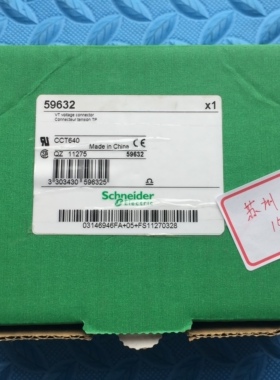 59632
x1
VT voltage connector
Connecteur tension TP
CCT640
Made in China
CE
QZ 11275
59632
3 303430 596325
Schneider
Electric
03146946FA+05+FS11270328
苏州